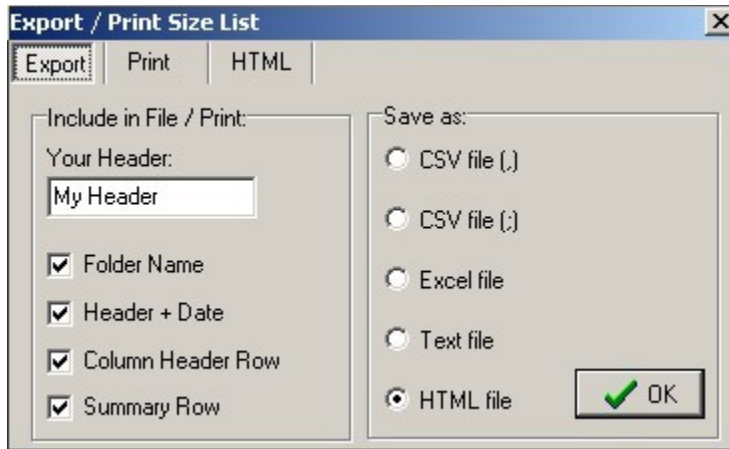 Export / Print Size List
Export Print HTML
Include in File / Print:
Your Header:
My Header
Folder Name
Header + Date
Column Header Row
Summary Row
Save as:
CSV file (,)
CSV file (;)
Excel file
Text file
HTML file
OK